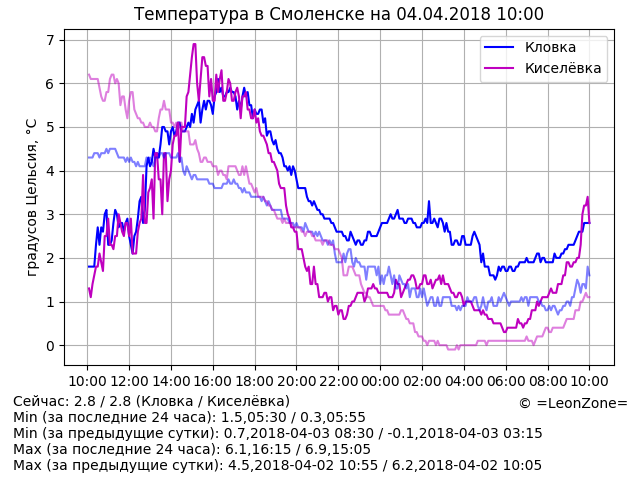 Температура в Смоленске на 04.04.2018 10:00
Кловка
Киселёвка
градусов Цельсия, °C
7
6
5
4
3
2
1
0
10:00 12:00 14:00 16:00 18:00 20:00 22:00 00:00 02:00 04:00 06:00 08:00 10:00
Сейчас: 2.8 / 2.8 (Кловка / Киселёвка)
© =LeonZone=
Min (за последние 24 часа): 1.5,05:30 / 0.3,05:55
Min (за предыдущие сутки): 0.7,2018-04-03 08:30 / -0.1,2018-04-03 03:15
Max (за последние 24 часа): 6.1,16:15 / 6.9,15:05
Max (за предыдущие сутки): 4.5,2018-04-02 10:55 / 6.2,2018-04-02 10:05